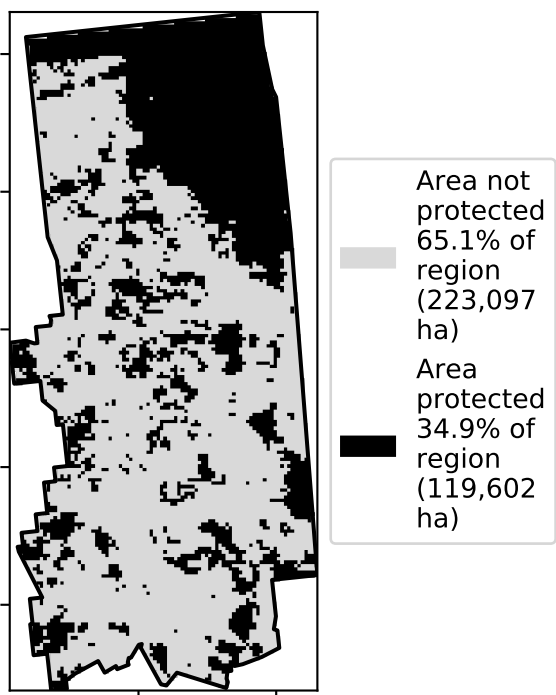 Area not
protected
65.1% of
region
(223,097
ha)
Area
protected
34.9% of
region
(119,602
ha)